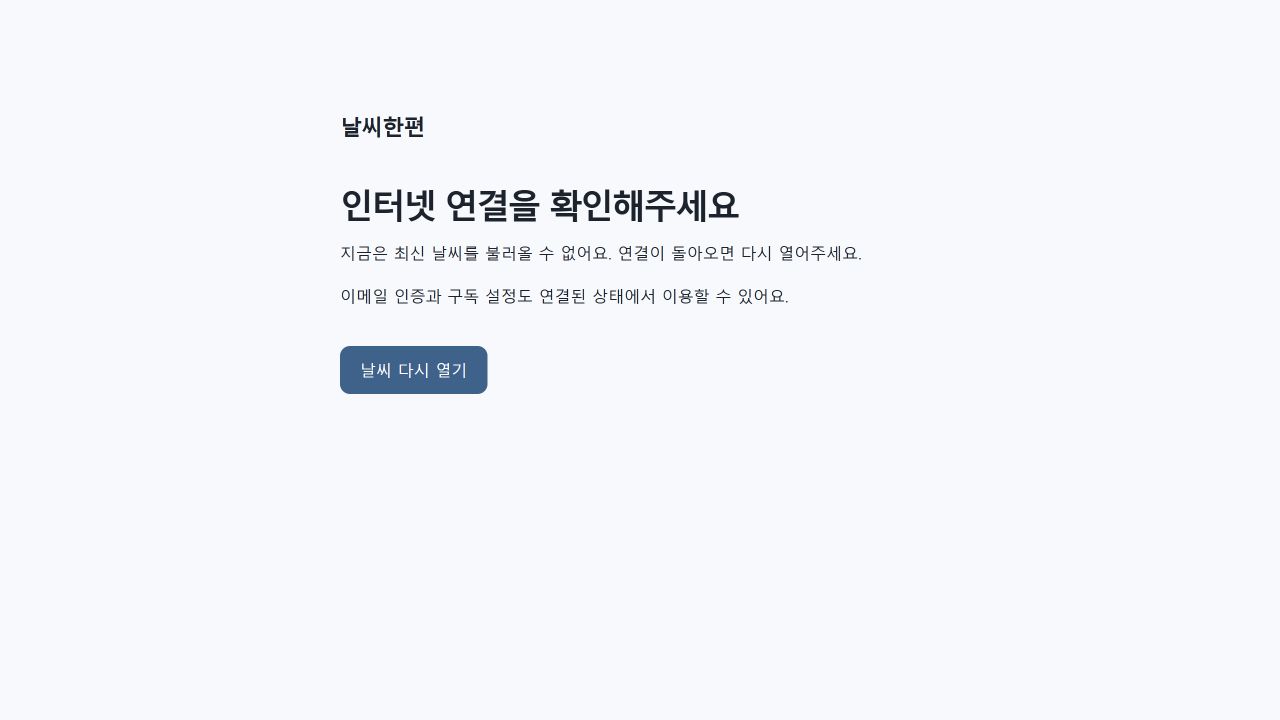 날씨한편
인터넷 연결을 확인해주세요
지금은 최신 날씨를 불러올 수 없어요. 연결이 돌아오면 다시 열어주세요.
이메일 인증과 구독 설정도 연결된 상태에서 이용할 수 있어요.
날씨 다시 열기